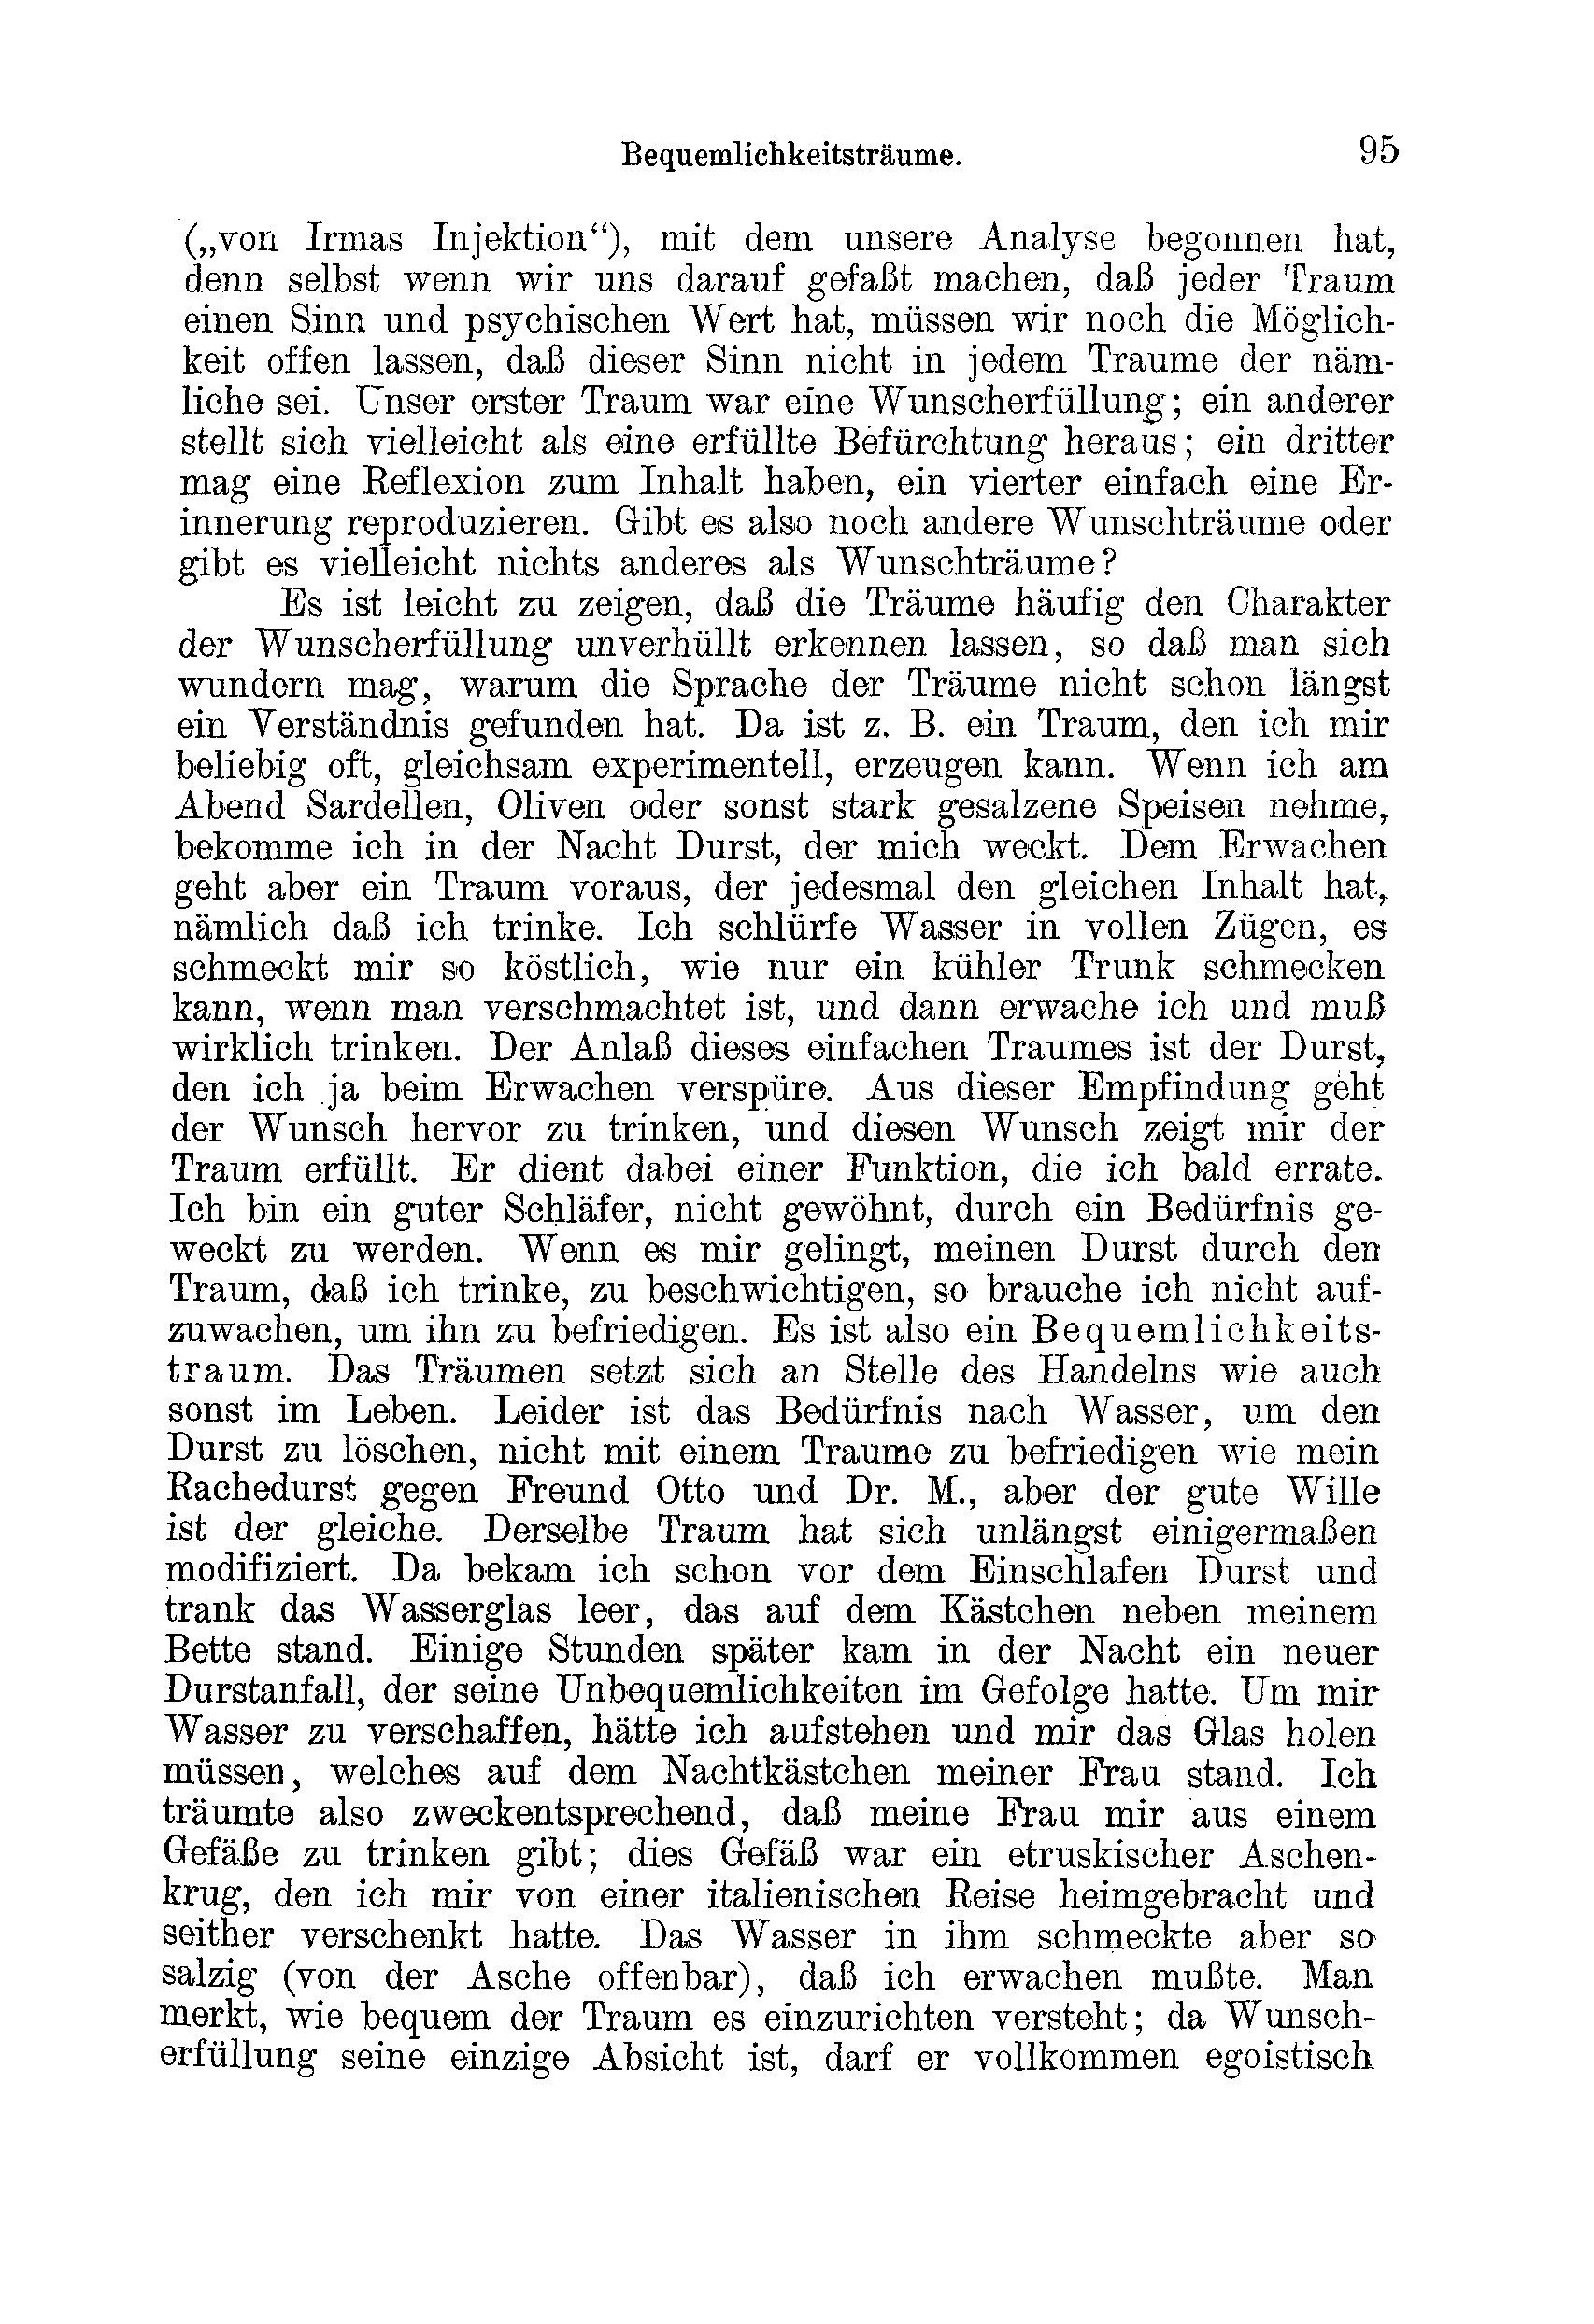 Bequemlichkeitsträume. 95
(„von Irmas Injektion“), mit dem unsere Analyse begonnen hat,
denn selbst wenn wir uns darauf gefaßt machen, daß jeder Traum
einen Sinn und psychischen Wert hat, müssen wir noch die Möglich-
keit offen lassen, daß dieser Sinn nicht in jedem Traume der näm-
liche sei. Unser erster Traum war eine Wunscherfüllung; ein anderer
stellt sich vielleicht als eine erfüllte Befürchtung heraus; ein dritter
mag eine Reflexion zum Inhalt haben, ein vierter einfach eine Er-
innerung reproduzieren. Gibt es also noch andere Wunschträume oder
gibt es vielleicht nichts anderes als Wunschträume?
Es ist leicht zu zeigen, daß die Träume häufig den Charakter
der Wunscherfüllung unverhüllt erkennen lassen, so daß man sich
wundern mag, warum die Sprache der Träume nicht schon längst
ein Verständnis gefunden hat. Da ist z. B. ein Traum, den ich mir
beliebig oft, gleichsam experimentell, erzeugen kann. Wenn ich am
Abend Sardellen, Oliven oder sonst stark gesalzene Speisen nehme,
bekomme ich in der Nacht Durst, der mich weckt. Dem Erwachen
geht aber ein Traum voraus, der jedesmal den gleichen Inhalt hat,
nämlich daß ich trinke. Ich schlürfe Wasser in vollen Zügen, es
schmeckt mir so köstlich, wie nur ein kühler Trunk schmecken
kann, wenn man verschmachtet ist, und dann erwache ich und muß
wirklich trinken. Der Anlaß dieses einfachen Traumes ist der Durst,
den ich ja beim Erwachen verspüre. Aus dieser Empfindung geht
der Wunsch hervor zu trinken, und diesen Wunsch zeigt mir der
Traum erfüllt. Er dient dabei einer Funktion, die ich bald errate.
Ich bin ein guter Schläfer, nicht gewöhnt, durch ein Bedürfnis ge-
weckt zu werden. Wenn es mir gelingt, meinen Durst durch den
Traum, daß ich trinke, zu beschwichtigen, so brauche ich nicht auf-
zuwachen, um ihn zu befriedigen. Es ist also ein Bequemlichkeits-
traum. Das Träumen setzt sich an Stelle des Handelns wie auch
sonst im Leben. Leider ist das Bedürfnis nach Wasser, um den
Durst zu löschen, nicht mit einem Traume zu befriedigen wie mein
Rachedurst gegen Freund Otto und Dr. M., aber der gute Wille
ist der gleiche. Derselbe Traum hat sich unlängst einigermaßen
modifiziert. Da bekam ich schon vor dem Einschlafen Durst und
trank das Wasserglas leer, das auf dem Kästchen neben meinem
Bette stand. Einige Stunden später kam in der Nacht ein neuer
Durstanfall, der seine Unbequemlichkeiten im Gefolge hatte. Um mir
Wasser zu verschaffen, hätte ich aufstehen und mir das Glas holen
müssen, welches auf dem Nachtkästchen meiner Frau stand. Ich
träumte also zweckentsprechend, daß meine Frau mir aus einem
Gefäße zu trinken gibt; dies Gefäß war ein etruskischer Aschen-
krug, den ich mir von einer italienischen Reise heimgebracht und
seither verschenkt hatte. Das Wasser in ihm schmeckte aber so
salzig (von der Asche offenbar), daß ich erwachen mußte. Man
merkt, wie bequem der Traum es einzurichten versteht; da Wunsch-
erfüllung seine einzige Absicht ist, darf er vollkommen egoistisch